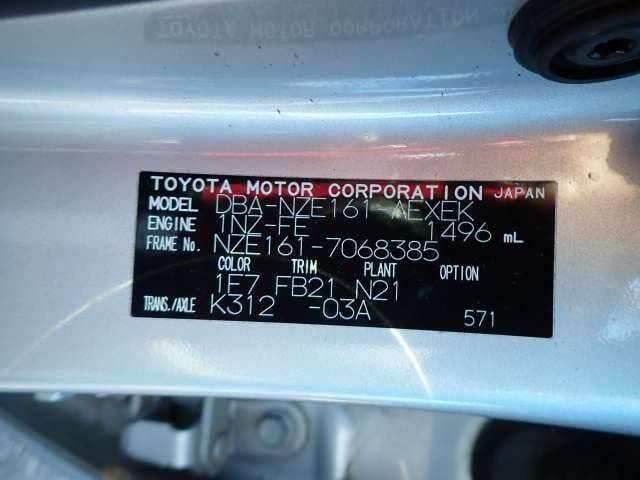 TOYOTA MOTOR CORPORATION JAPAN
MODEL DBA-NZE161-AEXEK
ENGINE 1NZ-FE 1496 mL
FRAME No. NZE161-7068385
COLOR TRIM PLANT OPTION
1E7 FB21 N21
TRANS./AXLE K312 -03A 571